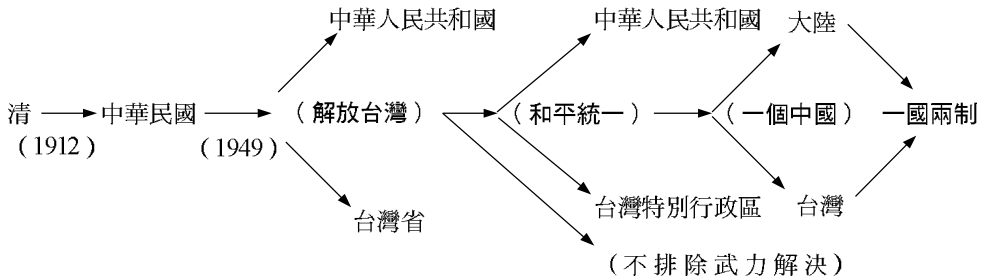 中華人民共和國
中華人民共和國
大陸
清
中華民國
(解放台灣)
(和平統一)
(一個中國)
一國兩制
(1912)
(1949)
台灣省
台灣特別行政區
台灣
(不排除武力解決)